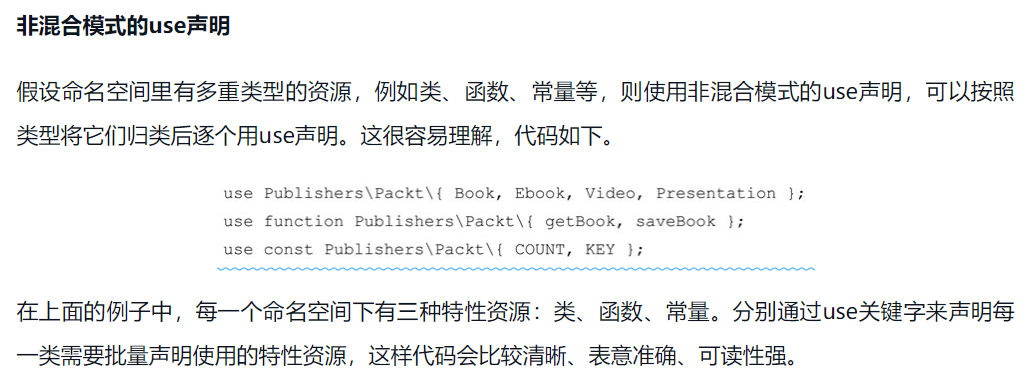 非混合模式的use声明
假设命名空间里有多重类型的资源，例如类、函数、常量等，则使用非混合模式的use声明，可以按照
类型将它们归类后逐个用use声明。这很容易理解，代码如下。
use Publishers\Packt\{ Book, Ebook, Video, Presentation };
use function Publishers\Packt\{ getBook, saveBook };
use const Publishers\Packt\{ COUNT, KEY };
在上面的例子中，每一个命名空间下有三种特性资源：类、函数、常量。分别通过use关键字来声明每
一类需要批量声明使用的特性资源，这样代码会比较清晰、表意准确、可读性强。